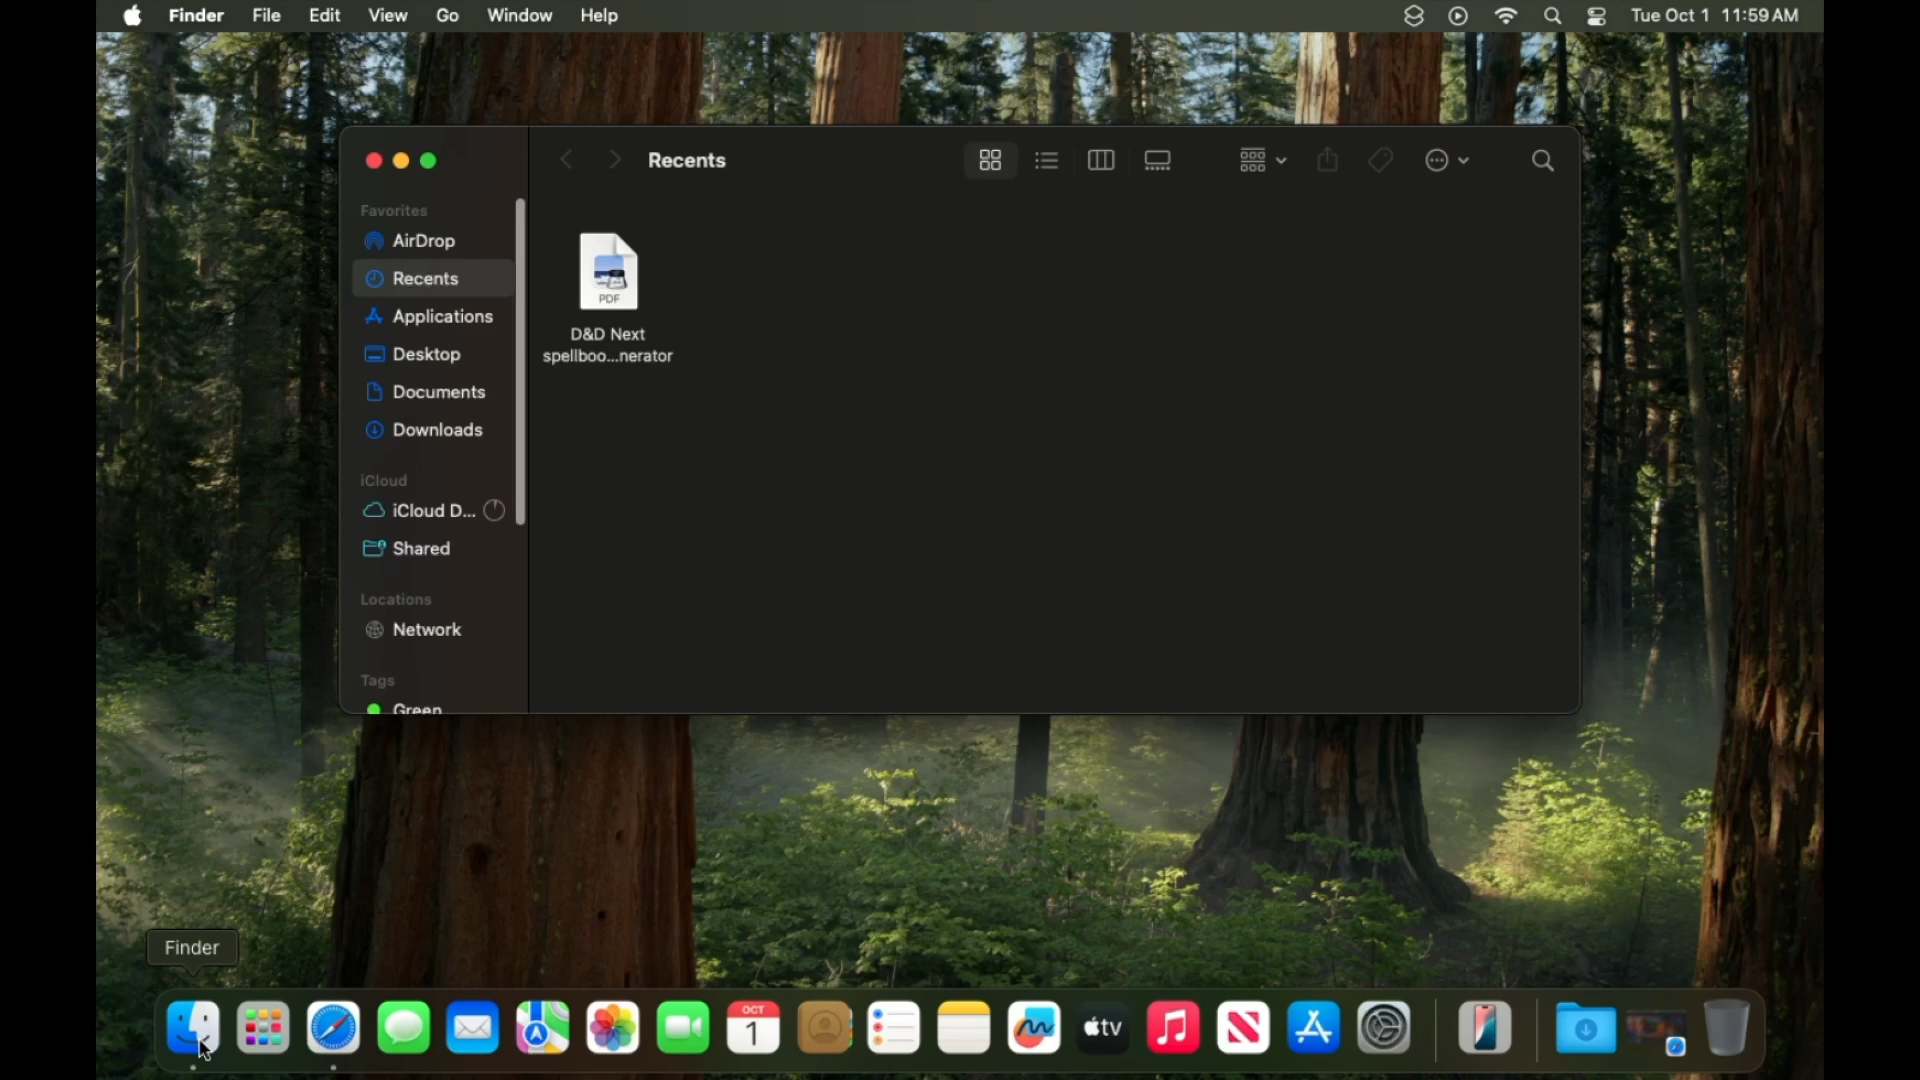 Finder File Edit View Go Window Help Tue Oct 1 11:59 AM
Recents
Favorites
AirDrop
Recents
Applications
Desktop
Documents
Downloads
iCloud
iCloud D...
Shared
Locations
Network
Tags
Green
PDF
D&D Next
spellboo...nerator
Finder
OCT
1
tv